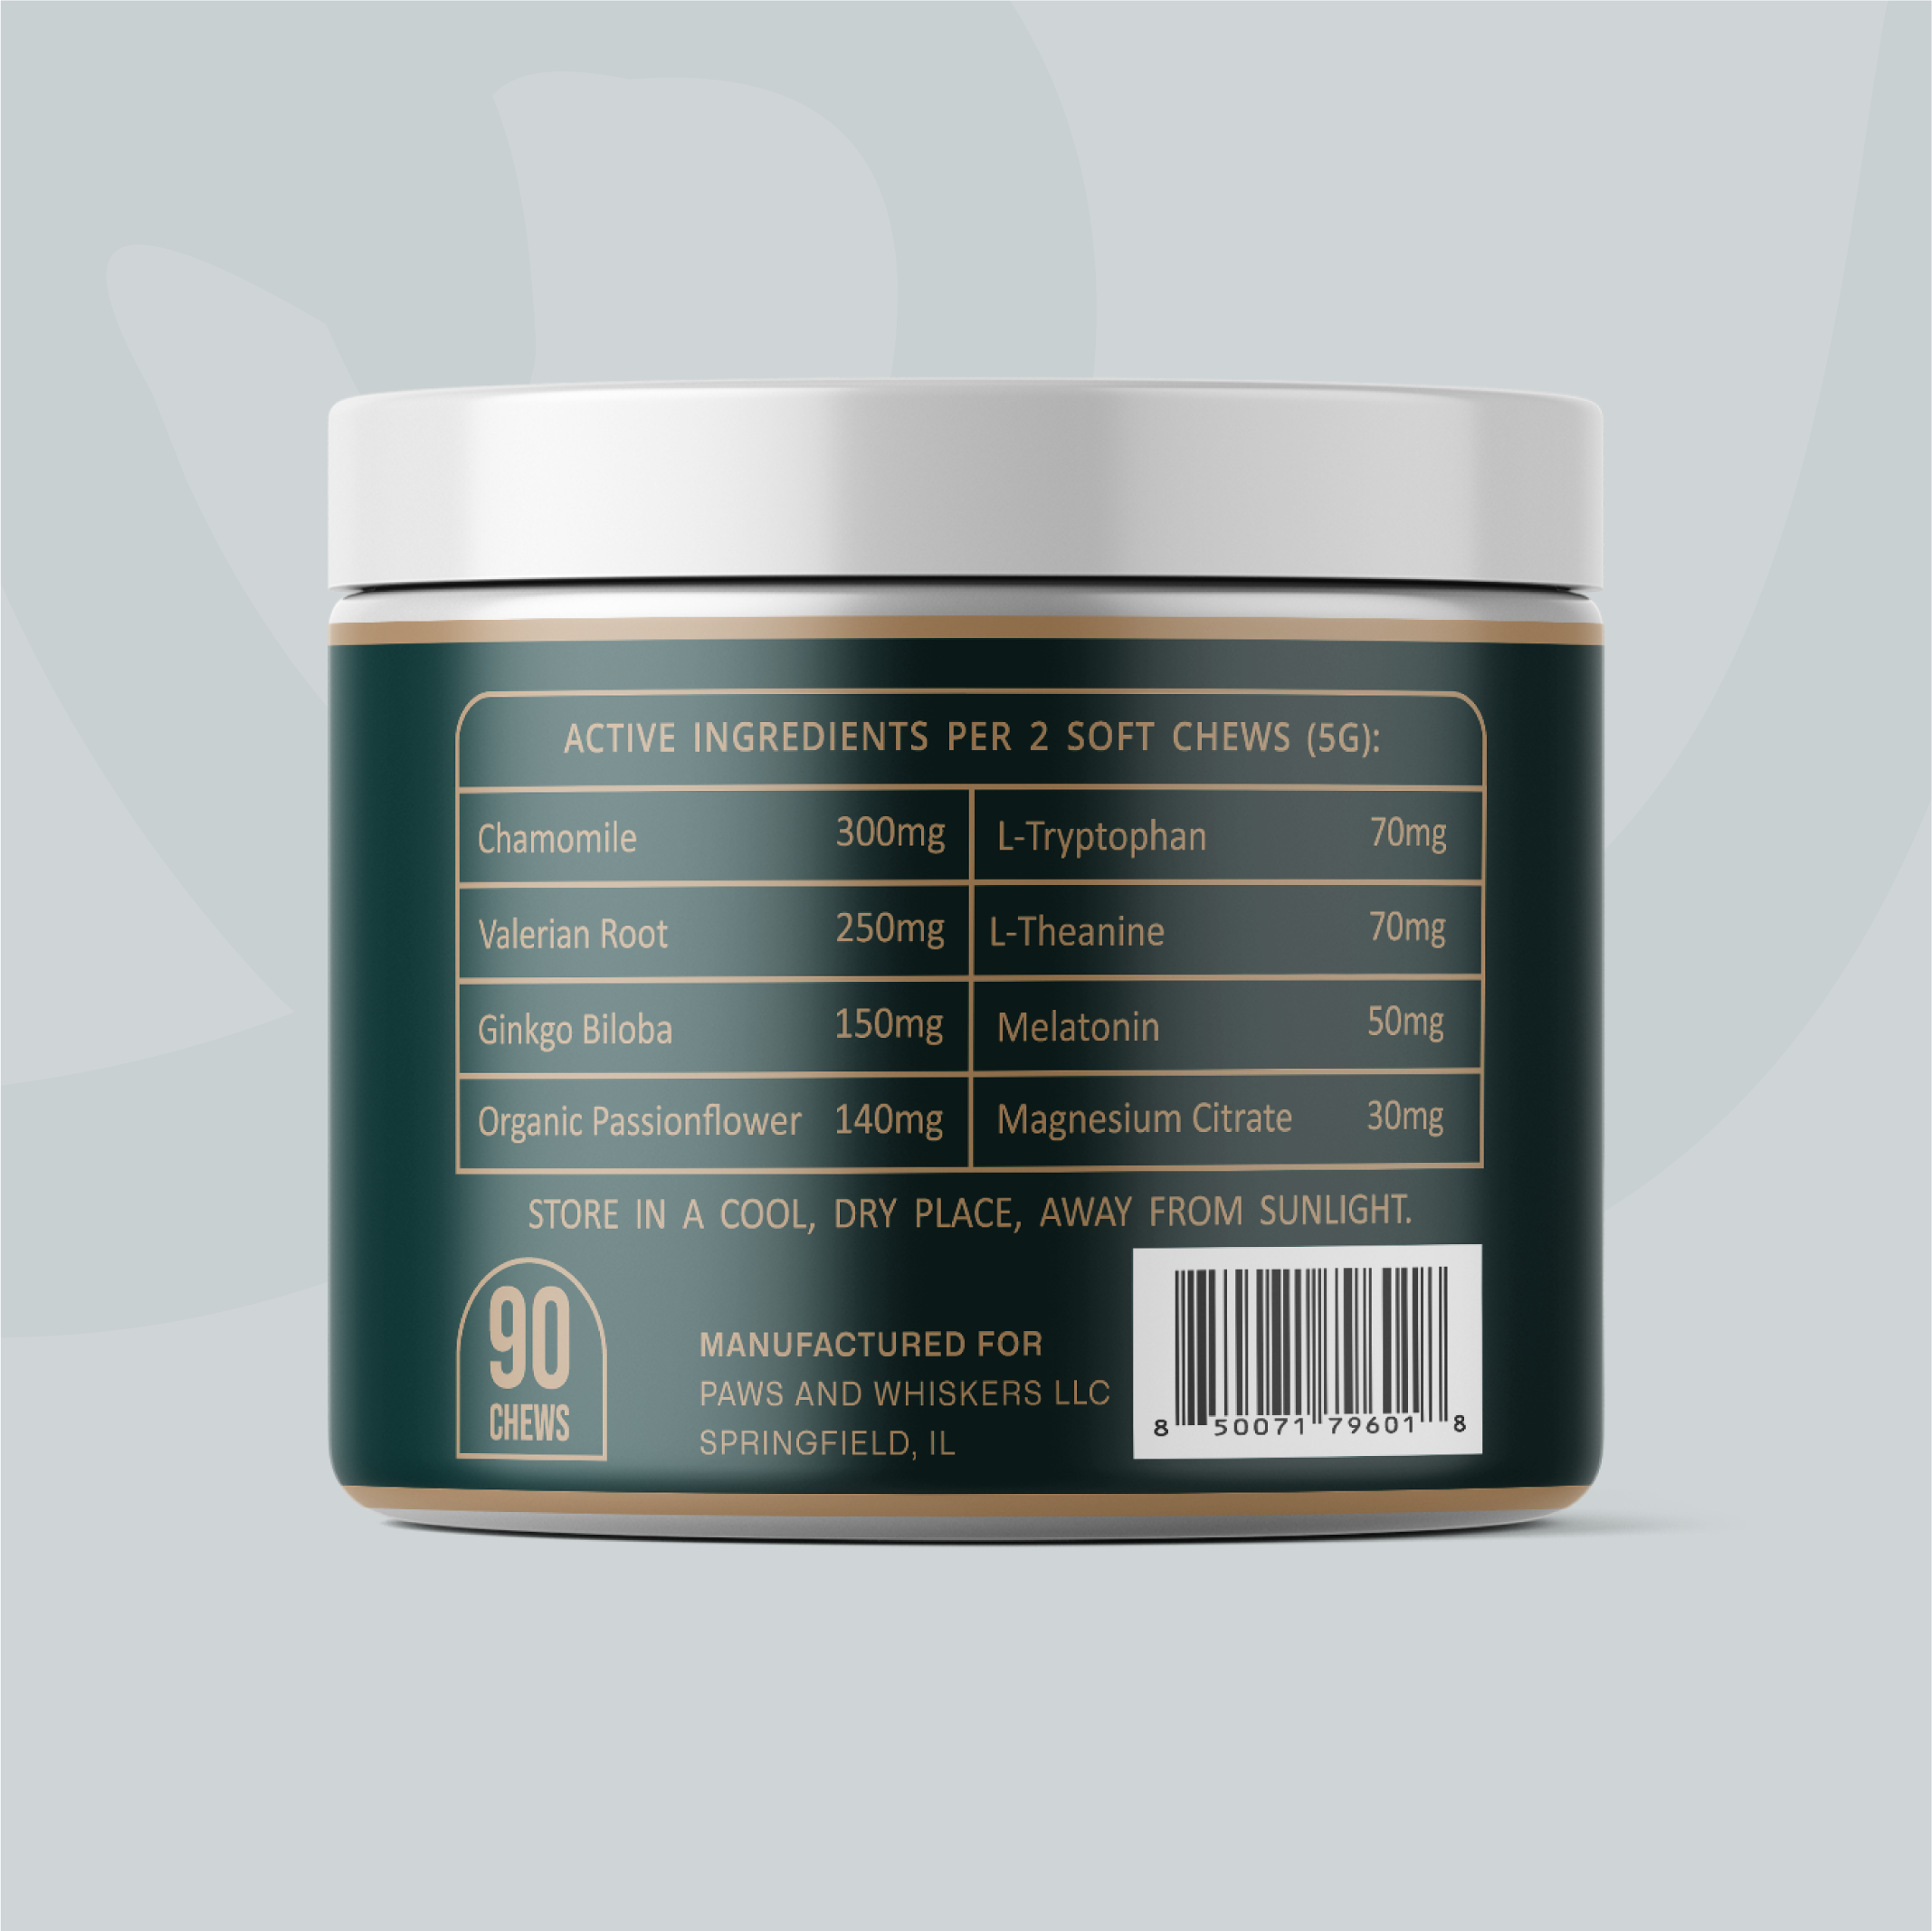 ACTIVE INGREDIENTS PER 2 SOFT CHEWS (5G):
Chamomile 300mg L-Tryptophan 70mg
Valerian Root 250mg L-Theanine 70mg
Ginkgo Biloba 150mg Melatonin 50mg
Organic Passionflower 140mg Magnesium Citrate 30mg
STORE IN A COOL, DRY PLACE, AWAY FROM SUNLIGHT.
90
CHEWS
MANUFACTURED FOR
PAWS AND WHISKERS LLC
SPRINGFIELD, IL
8 50071 79601 8